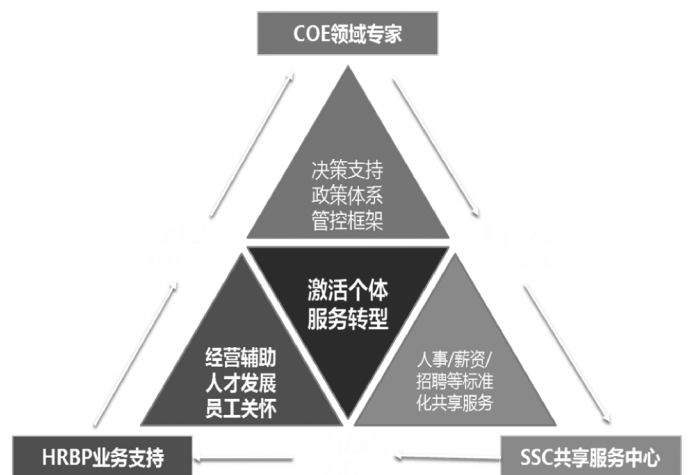 COE领域专家
决策支持
政策体系
管控框架
激活个体
服务转型
经营辅助
人才发展
员工关怀
人事/薪资/
招聘等标准
化共享服务
HRBP业务支持
SSC共享服务中心